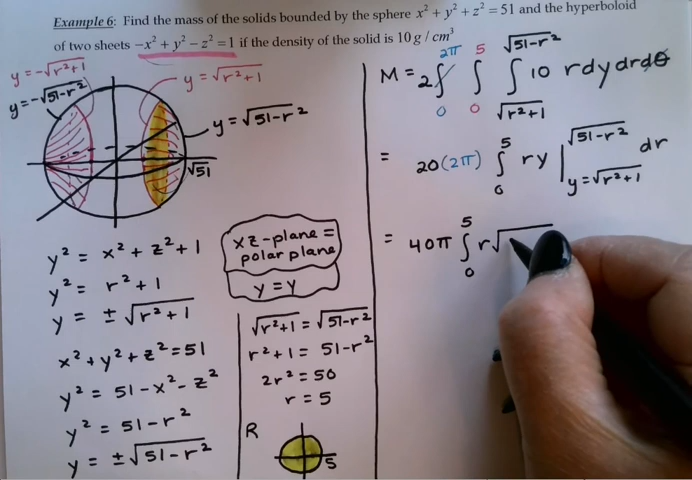 Example 6: Find the mass of the solids bounded by the sphere x² + y² + z² = 51 and the hyperboloid
of two sheets −x² + y² − z² = 1 if the density of the solid is 10 g / cm³
y = −√(r²+1)
y = −√(51−r²)
y = √(r²+1)
y = √(51−r²)
√51
y² = x² + z² + 1
y² = r² + 1
y = ± √(r²+1)
x² + y² + z² = 51
y² = 51 − x² − z²
y² = 51 − r²
y = ±√(51−r²)
xz-plane =
polar plane
y = y
√(r²+1) = √(51−r²)
r² + 1 = 51 − r²
2r² = 50
r = 5
R
5
M = 2 ∫₀^2π ∫₀^5 ∫_√(r²+1)^√(51−r²) 10 r dy dr dθ
= 20 (2π) ∫₀^5 ry |_y=√(r²+1)^√(51−r²) dr
= 40π ∫₀^5 r√